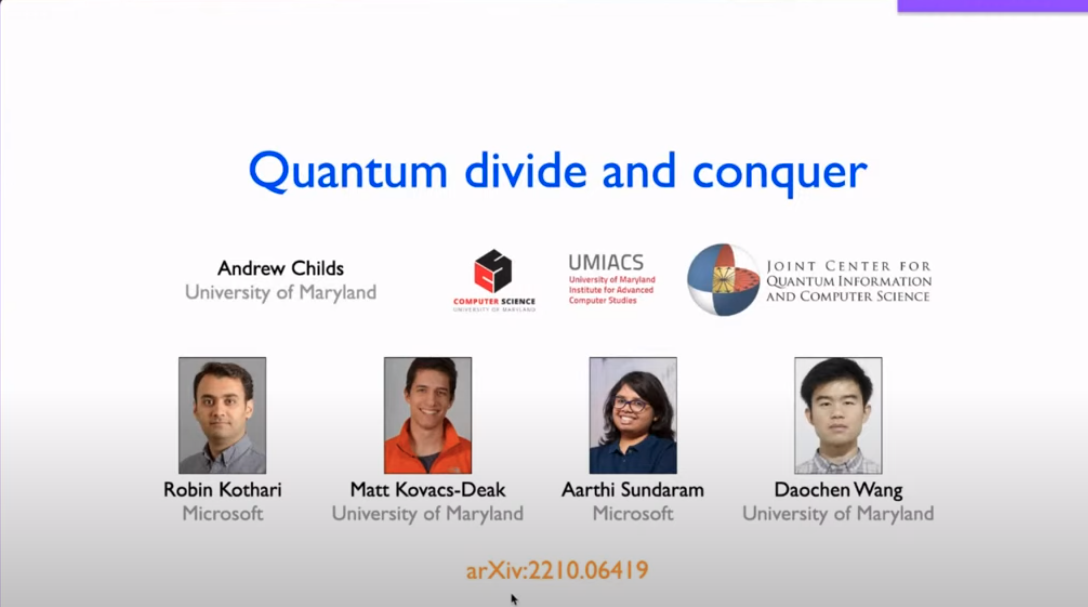 Quantum divide and conquer
Andrew Childs
University of Maryland
COMPUTER SCIENCE
UNIVERSITY OF MARYLAND
UMIACS
University of Maryland
Institute for Advanced
Computer Studies
JOINT CENTER FOR
QUANTUM INFORMATION
AND COMPUTER SCIENCE
Robin Kothari
Microsoft
Matt Kovacs-Deak
University of Maryland
Aarthi Sundaram
Microsoft
Daochen Wang
University of Maryland
arXiv:2210.06419